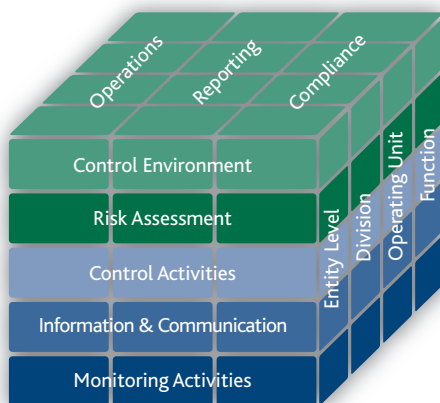 Operations
Reporting
Compliance
Control Environment
Risk Assessment
Control Activities
Information & Communication
Monitoring Activities
Entity Level
Division
Operating Unit
Function